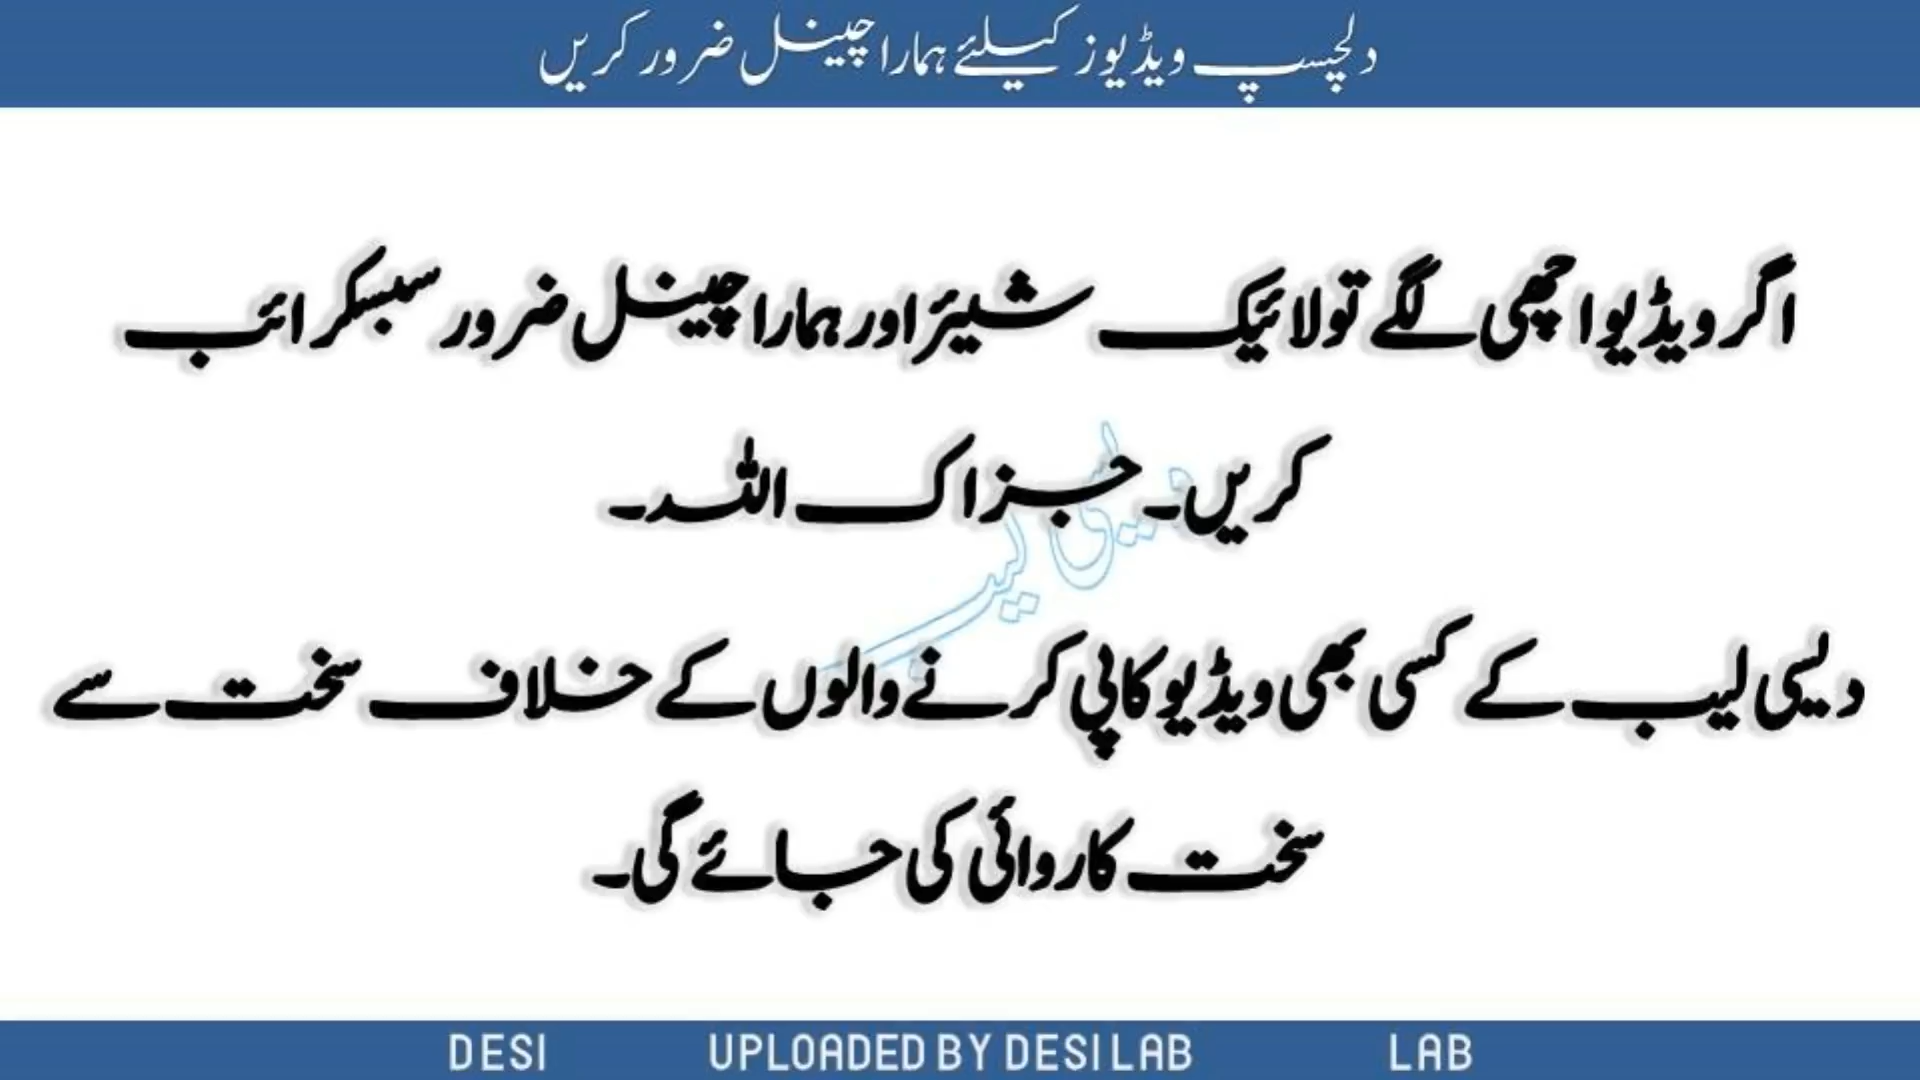 دلچسپ ویڈیوز کیلئے ہمارا چینل ضرور کریں
اگر ویڈیو اچھی لگے تو لائیک شیئر اور ہمارا چینل ضرور سبسکرائب
کریں۔ جزاک اللہ۔
دیسی لیب
دیسی لیب کے کسی بھی ویڈیو کاپی کرنے والوں کے خلاف سخت سے
سخت کاروائی کی جائے گی۔
DESI UPLOADED BY DESI LAB LAB